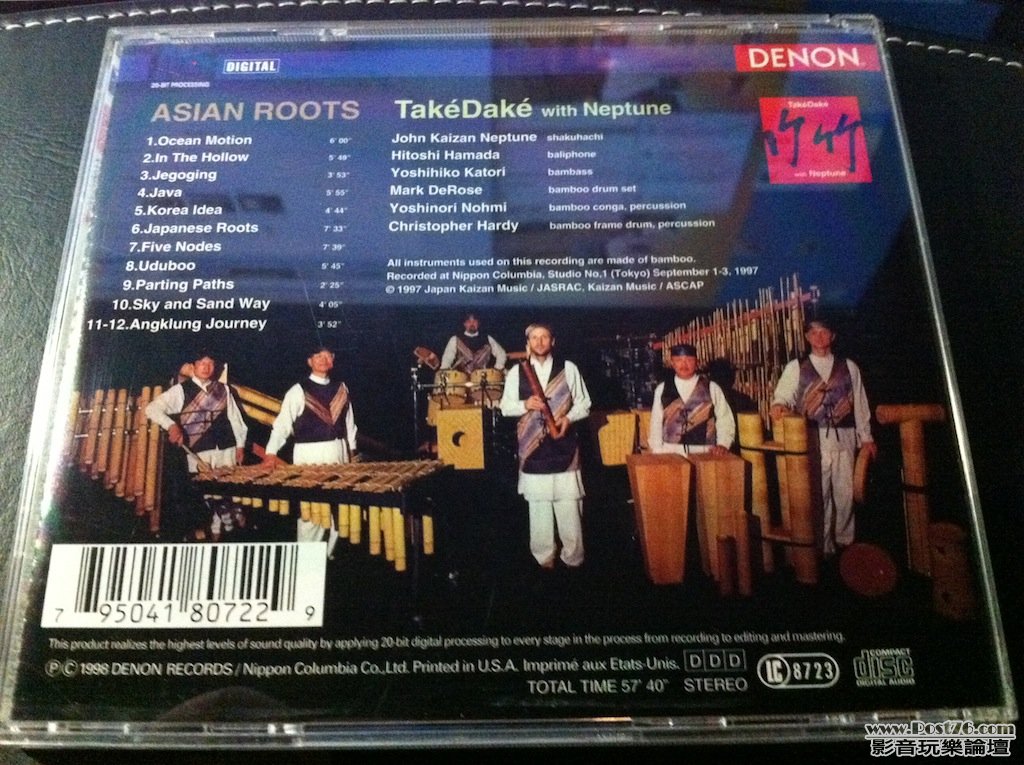 DIGITAL
20-BIT PROCESSING
DENON
ASIAN ROOTS
1.Ocean Motion 6' 00"
2.In The Hollow 5' 49"
3.Jegoging 3' 53"
4.Java 5' 55"
5.Korea Idea 4' 44"
6.Japanese Roots 7' 33"
7.Five Nodes 7' 39"
8.Uduboo 5' 45"
9.Parting Paths 2' 25"
10.Sky and Sand Way 4' 05"
11-12.Angklung Journey 3' 52"
TakéDaké with Neptune
John Kaizan Neptune shakuhachi
Hitoshi Hamada baliphone
Yoshihiko Katori bambass
Mark DeRose bamboo drum set
Yoshinori Nohmi bamboo conga, percussion
Christopher Hardy bamboo frame drum, percussion
All instruments used on this recording are made of bamboo.
Recorded at Nippon Columbia, Studio No.1 (Tokyo) September 1-3, 1997
℗ 1997 Japan Kaizan Music / JASRAC, Kaizan Music / ASCAP
TakéDaké
竹竹
with Neptune
7 95041 80722 9
This product realizes the highest levels of sound quality by applying 20-bit digital processing to every stage in the process from recording to editing and mastering.
℗©1998 DENON RECORDS / Nippon Columbia Co.,Ltd. Printed in U.S.A. Imprimé aux Etats-Unis. DDD
TOTAL TIME 57' 40" STEREO
LC 8723
COMPACT
disc
DIGITAL AUDIO
www.Post76.com
影音玩樂論壇